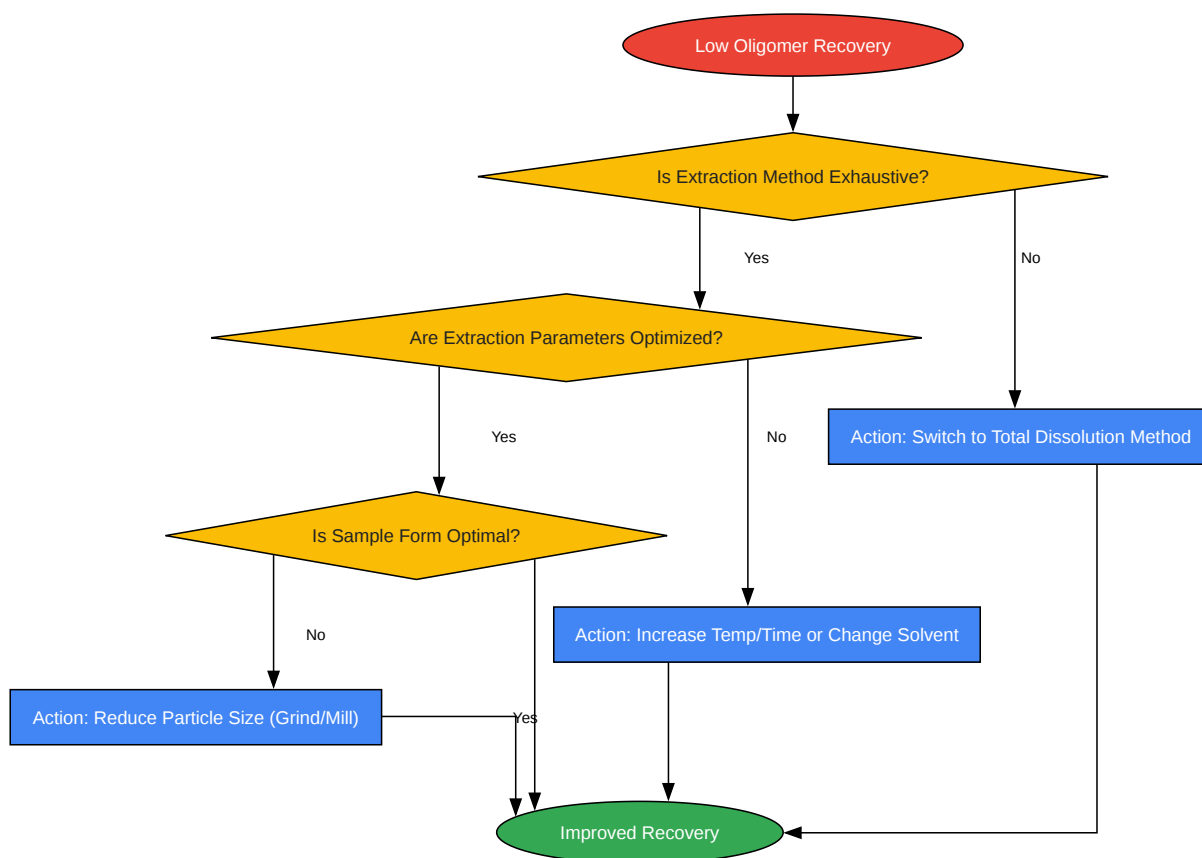 Low Oligomer Recovery
Is Extraction Method Exhaustive?
Yes
No
Are Extraction Parameters Optimized?
Yes
No
Action: Switch to Total Dissolution Method
Is Sample Form Optimal?
No
Action: Increase Temp/Time or Change Solvent
Action: Reduce Particle Size (Grind/Mill)
Yes
Improved Recovery